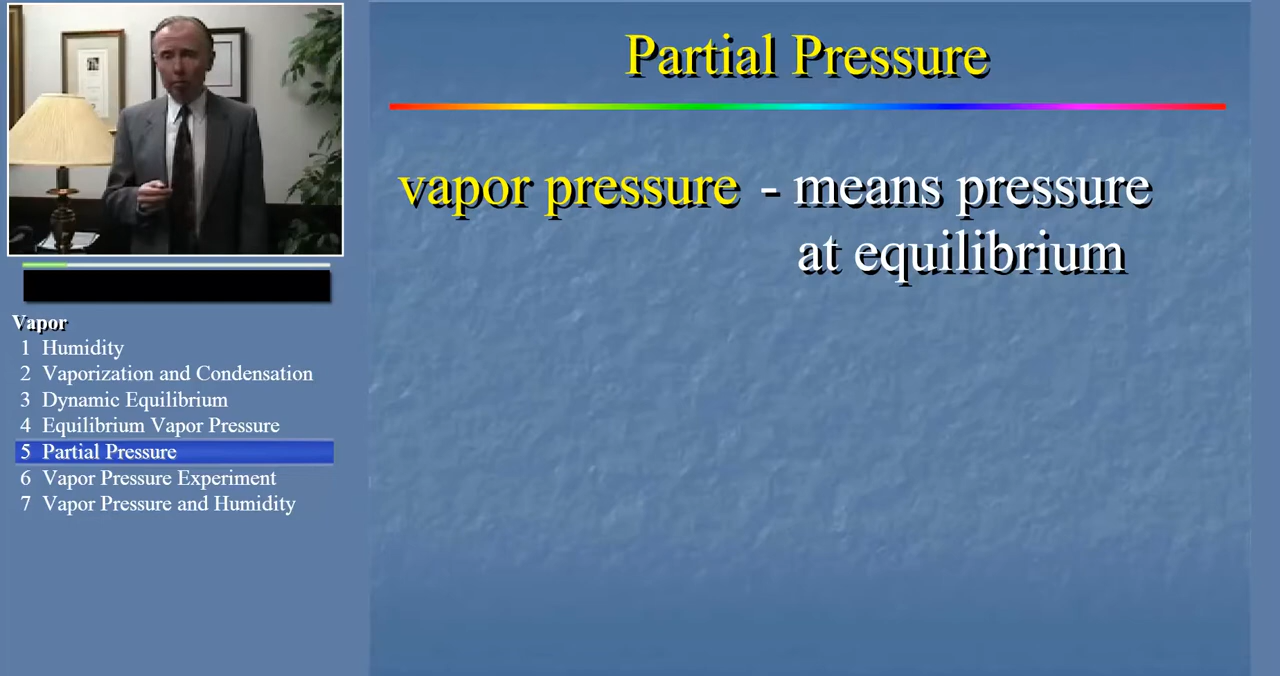 Partial Pressure
vapor pressure - means pressure
at equilibrium
Vapor
1 Humidity
2 Vaporization and Condensation
3 Dynamic Equilibrium
4 Equilibrium Vapor Pressure
5 Partial Pressure
6 Vapor Pressure Experiment
7 Vapor Pressure and Humidity